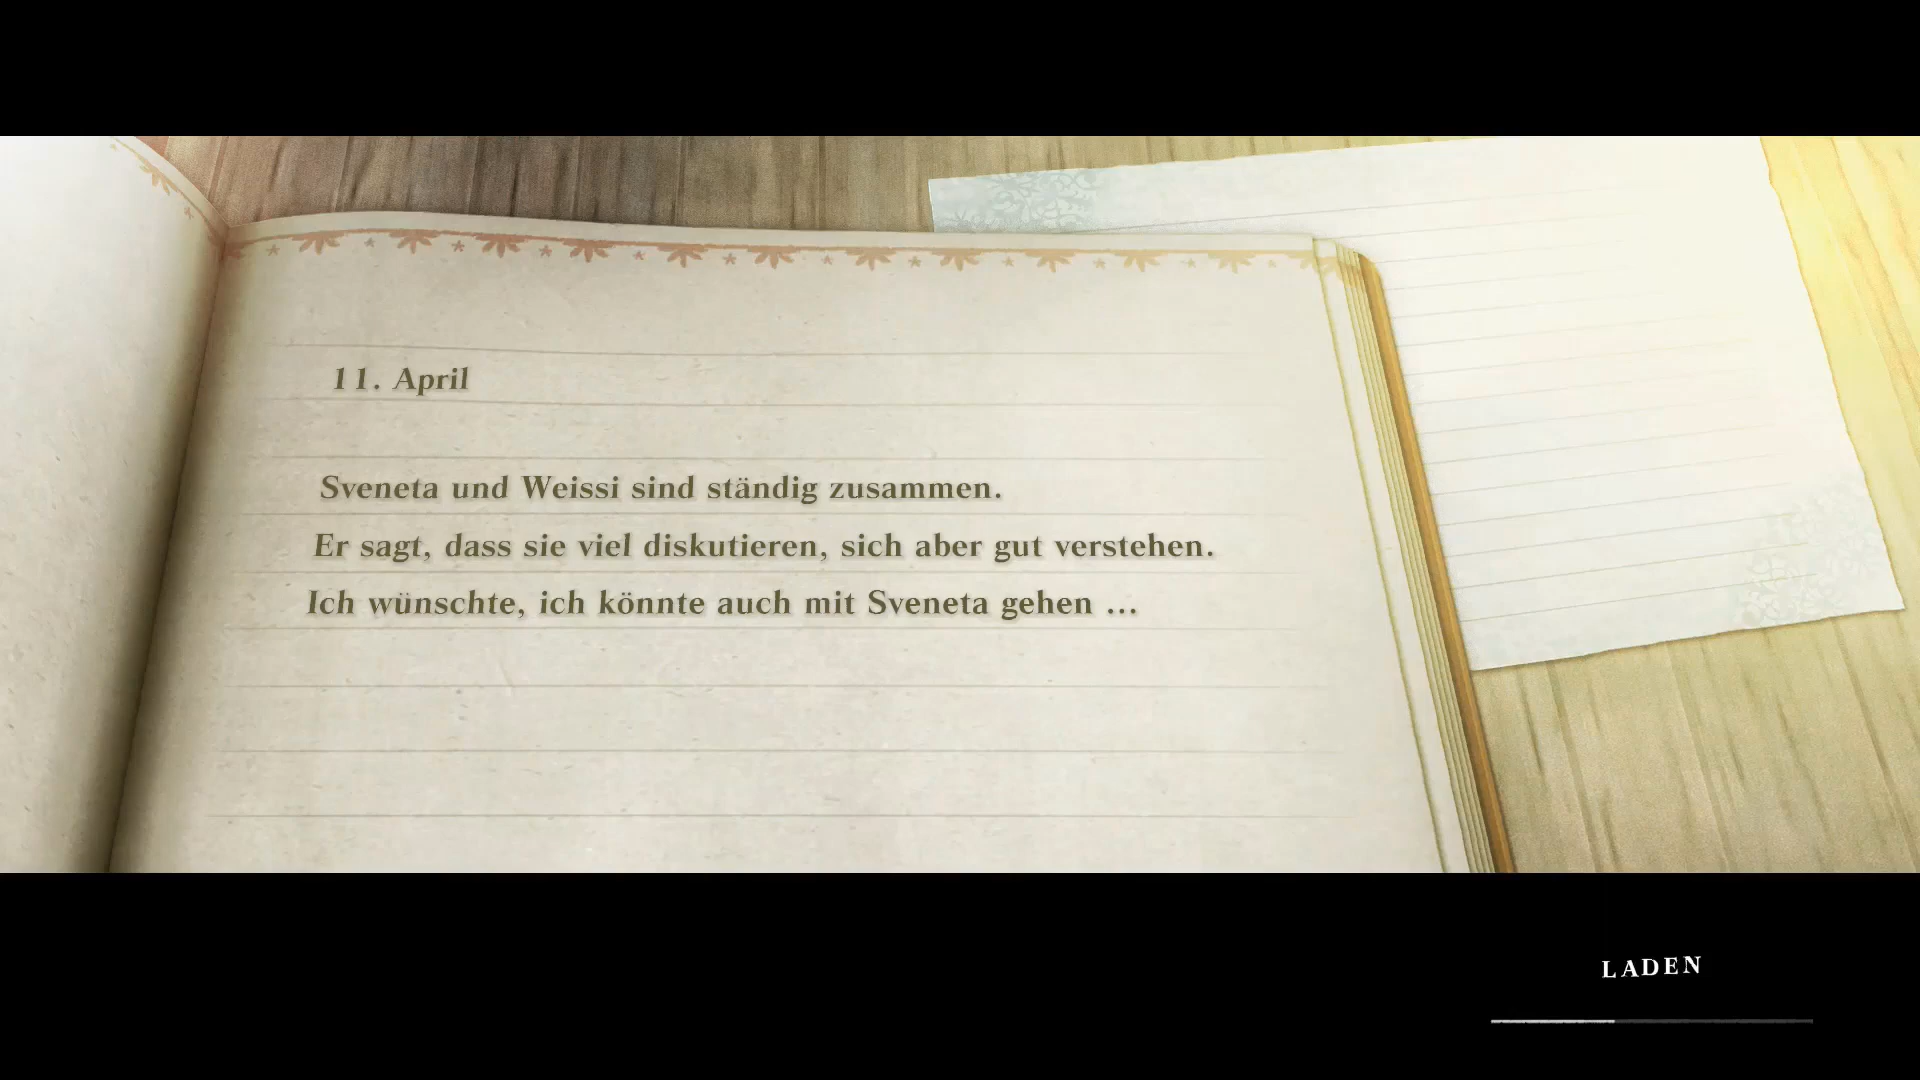 11. April
Sveneta und Weissi sind ständig zusammen.
Er sagt, dass sie viel diskutieren, sich aber gut verstehen.
Ich wünschte, ich könnte auch mit Sveneta gehen ...
LADEN